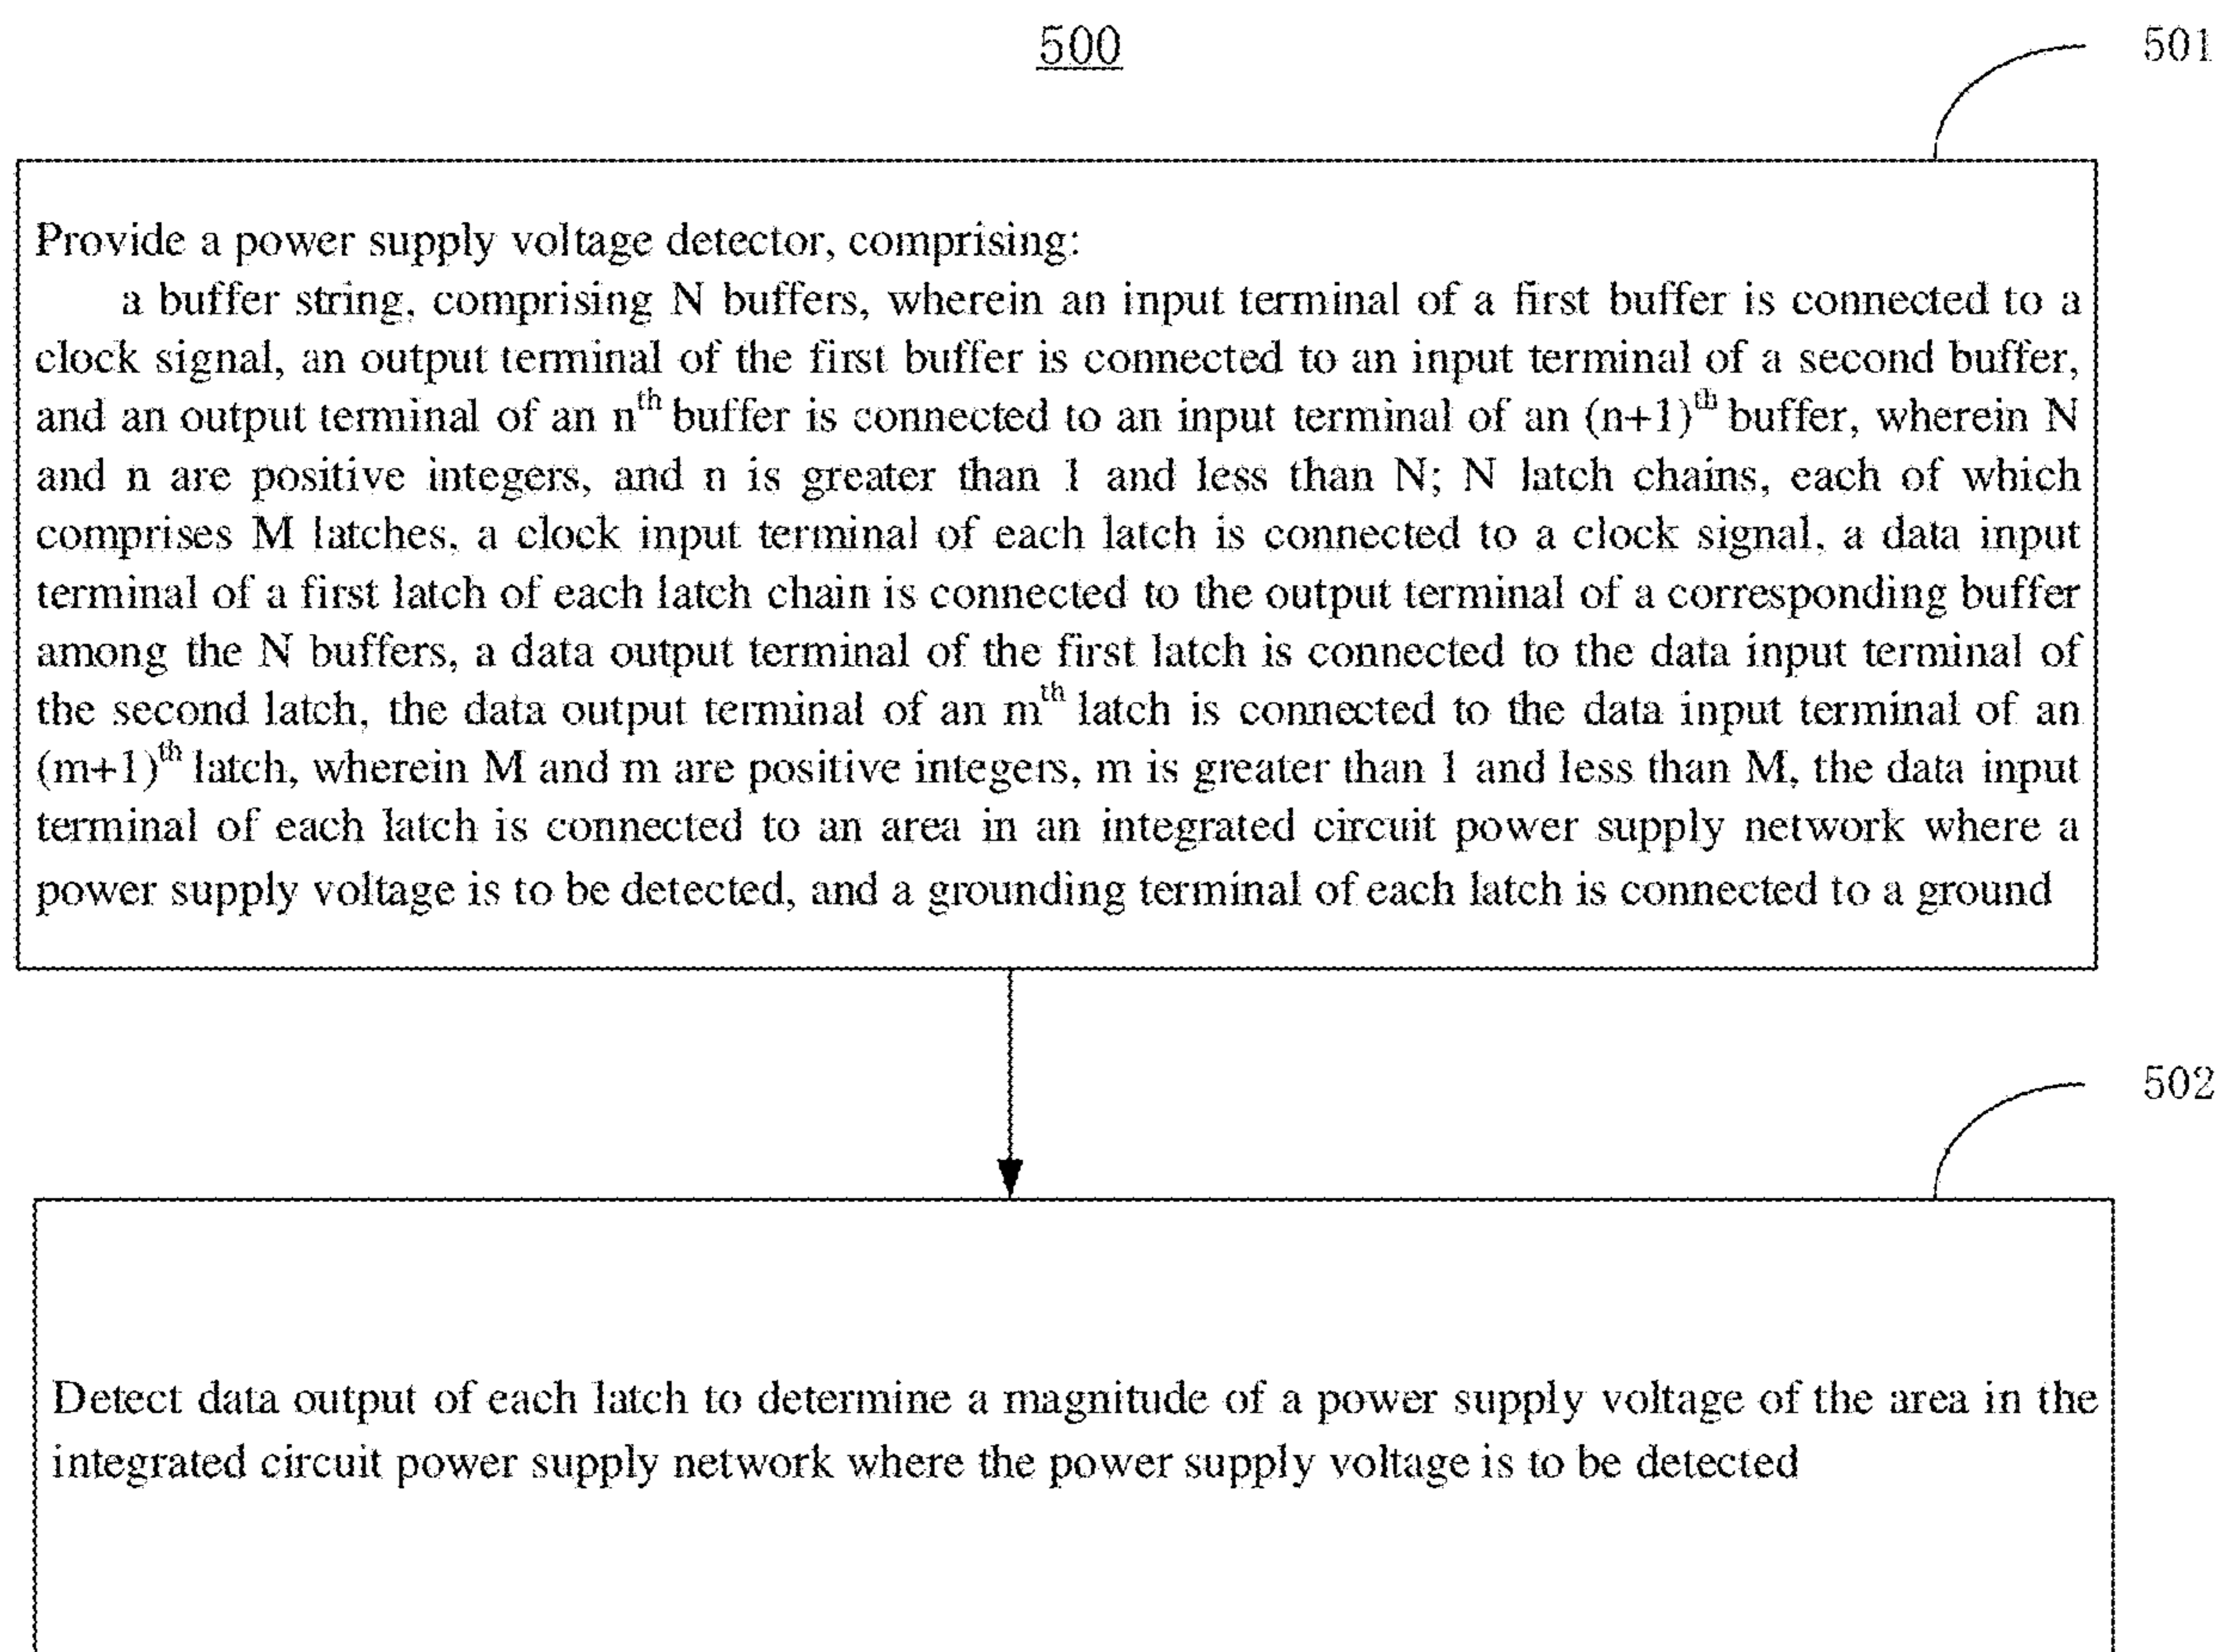 500
501
Provide a power supply voltage detector, comprising:
a buffer string, comprising N buffers, wherein an input terminal of a first buffer is connected to a
clock signal, an output terminal of the first buffer is connected to an input terminal of a second buffer,
and an output terminal of an nth buffer is connected to an input terminal of an (n+1)th buffer, wherein N
and n are positive integers, and n is greater than 1 and less than N; N latch chains, each of which
comprises M latches, a clock input terminal of each latch is connected to a clock signal, a data input
terminal of a first latch of each latch chain is connected to the output terminal of a corresponding buffer
among the N buffers, a data output terminal of the first latch is connected to the data input terminal of
the second latch, the data output terminal of an mth latch is connected to the data input terminal of an
(m+1)th latch, wherein M and m are positive integers, m is greater than 1 and less than M, the data input
terminal of each latch is connected to an area in an integrated circuit power supply network where a
power supply voltage is to be detected, and a grounding terminal of each latch is connected to a ground
502
Detect data output of each latch to determine a magnitude of a power supply voltage of the area in the
integrated circuit power supply network where the power supply voltage is to be detected